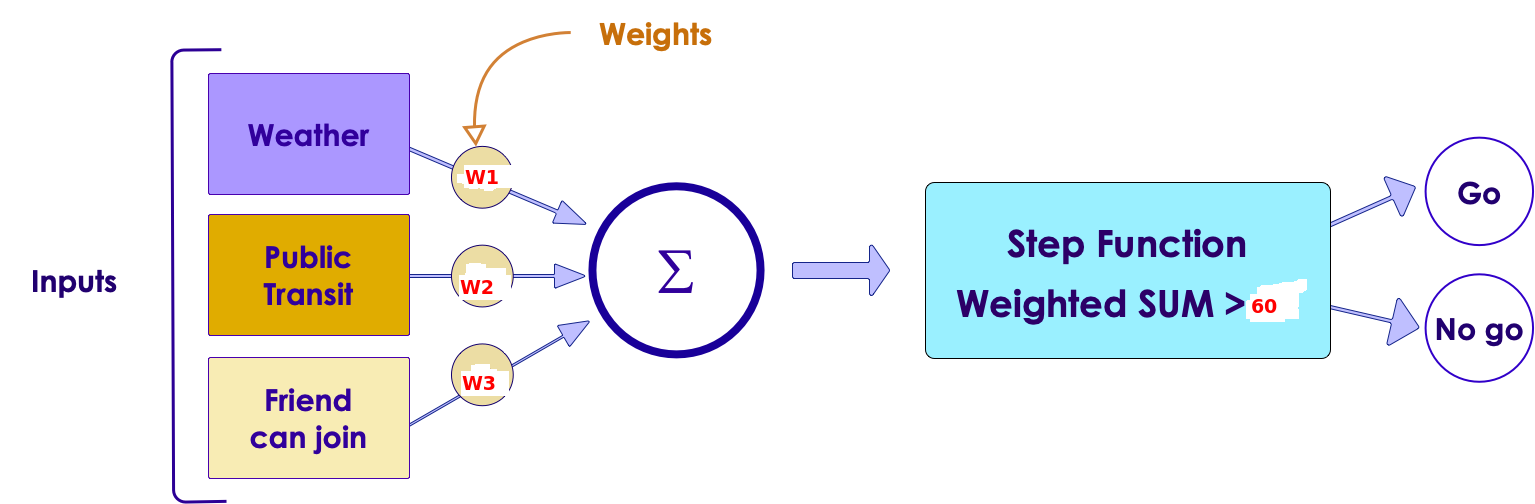 Weights
Inputs
Weather
Public
Transit
Friend
can join
W1
W2
W3
Σ
Step Function
Weighted SUM >60
Go
No go